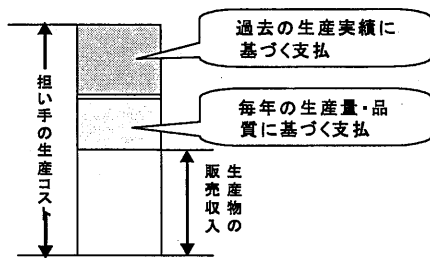 過去の生産実績に
基づく支払
毎年の生産量・品
質に基づく支払
担い手の生産コスト
生産物の
販売収入